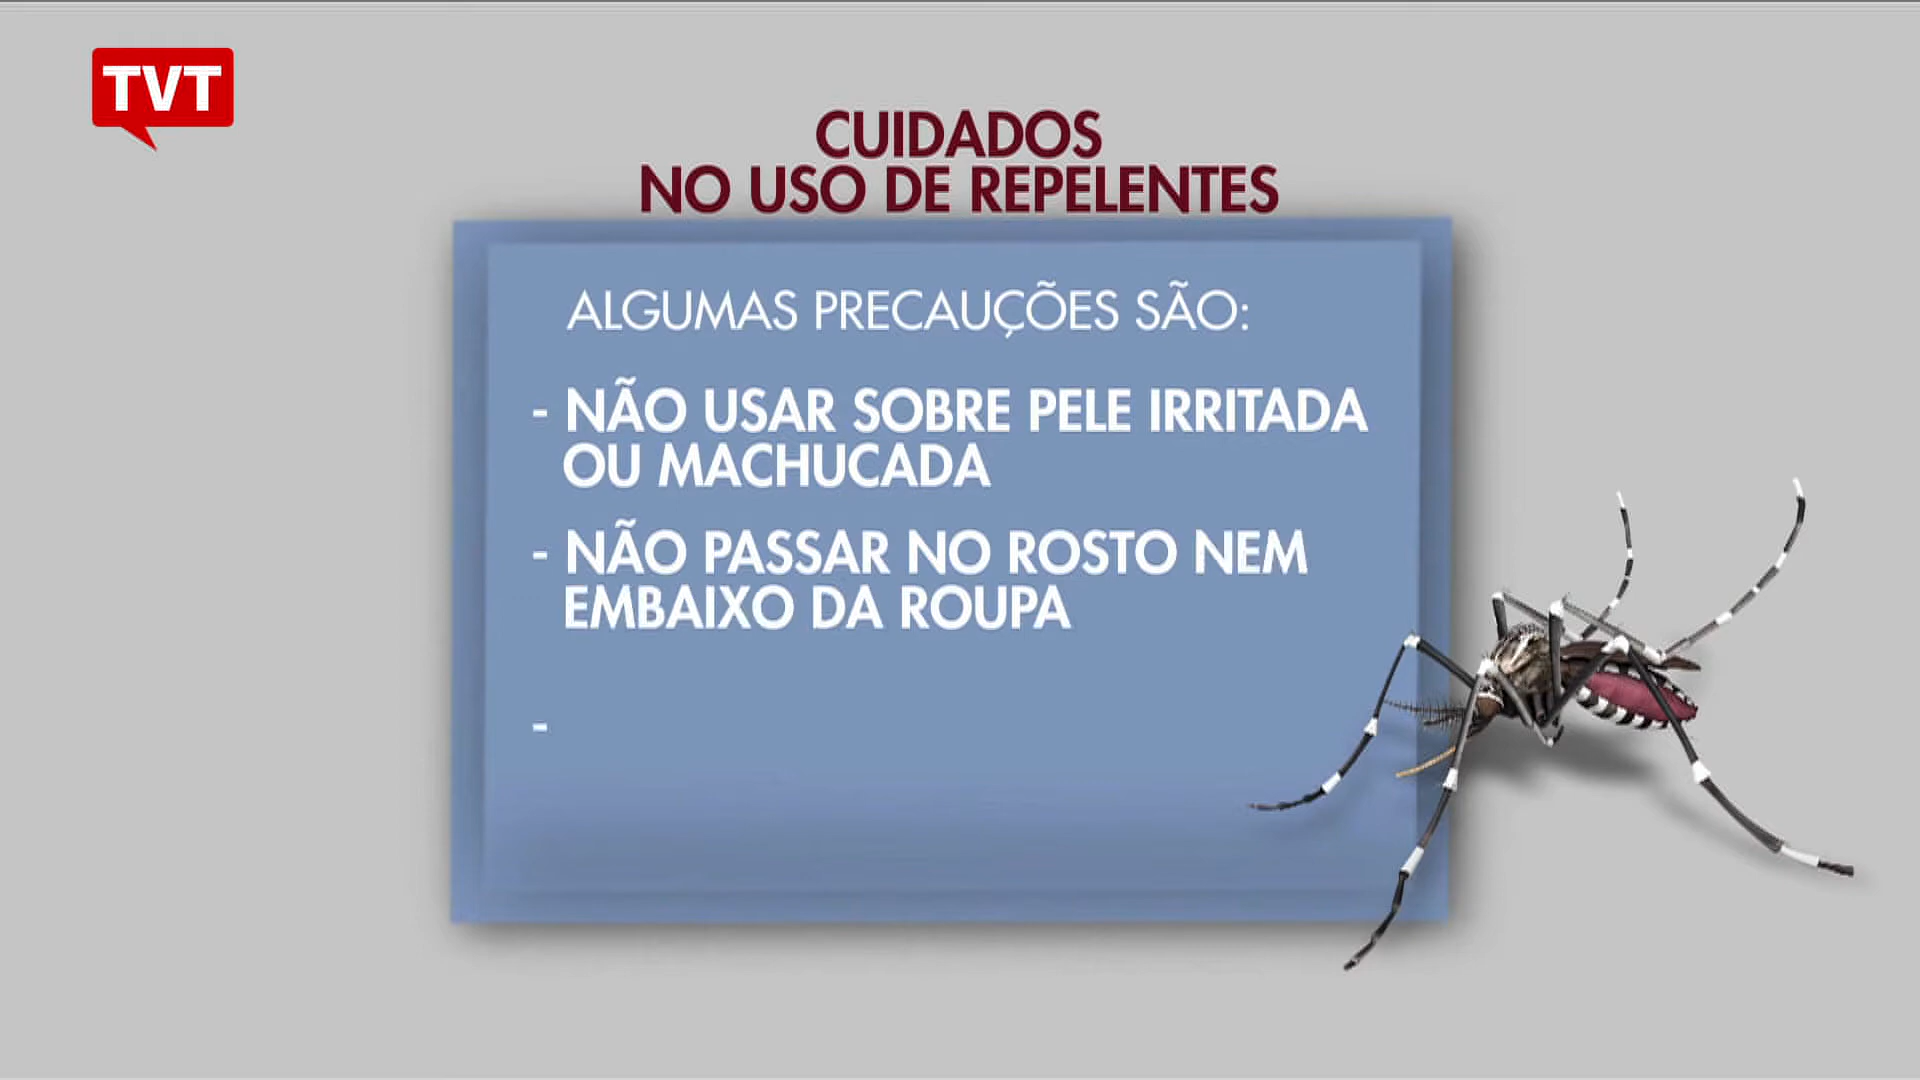 TVT
CUIDADOS
NO USO DE REPELENTES
ALGUMAS PRECAUÇÕES SÃO:
- NÃO USAR SOBRE PELE IRRITADA
OU MACHUCADA
- NÃO PASSAR NO ROSTO NEM
EMBAIXO DA ROUPA
-